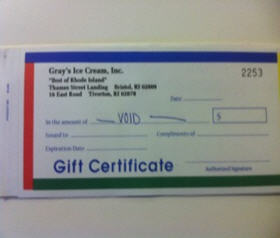 Gray's Ice Cream, Inc.
"Best of Rhode Island"
Thames Street Landing Bristol, RI 02809
16 East Road Tiverton, RI 02878
2253
Date
In the amount of VOID $
Issued to Compliments of
Expiration Date
Gift Certificate
Authorized Signature